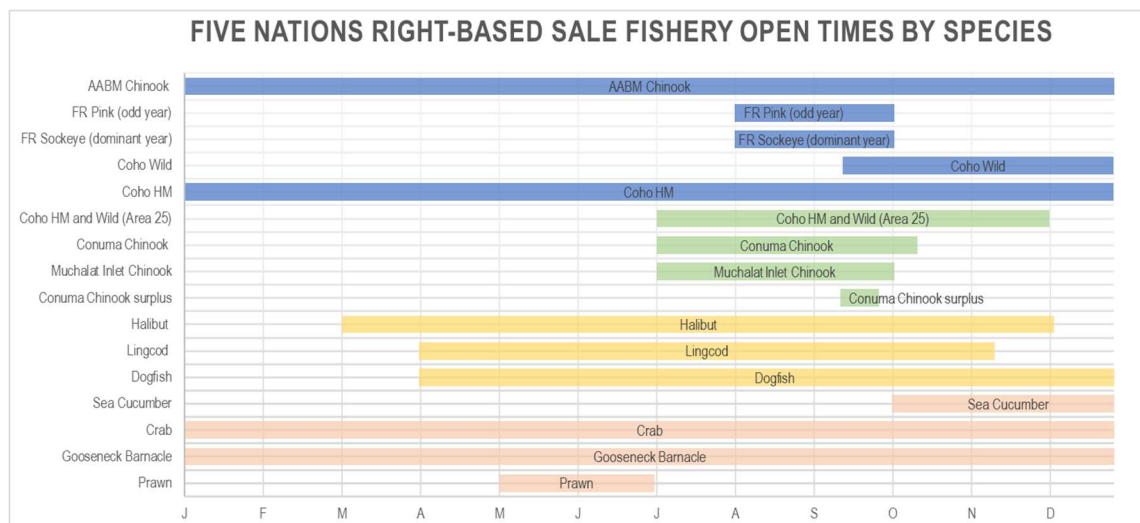 FIVE NATIONS RIGHT-BASED SALE FISHERY OPEN TIMES BY SPECIES
AABM Chinook AABM Chinook
FR Pink (odd year) FR Pink (odd year)
FR Sockeye (dominant year) FR Sockeye (dominant year)
Coho Wild Coho Wild
Coho HM Coho HM
Coho HM and Wild (Area 25) Coho HM and Wild (Area 25)
Conuma Chinook Conuma Chinook
Muchalat Inlet Chinook Muchalat Inlet Chinook
Conuma Chinook surplus Conuma Chinook surplus
Halibut Halibut
Lingcod Lingcod
Dogfish Dogfish
Sea Cucumber Sea Cucumber
Crab Crab
Gooseneck Barnacle Gooseneck Barnacle
Prawn Prawn
J F M A M J J A S O N D